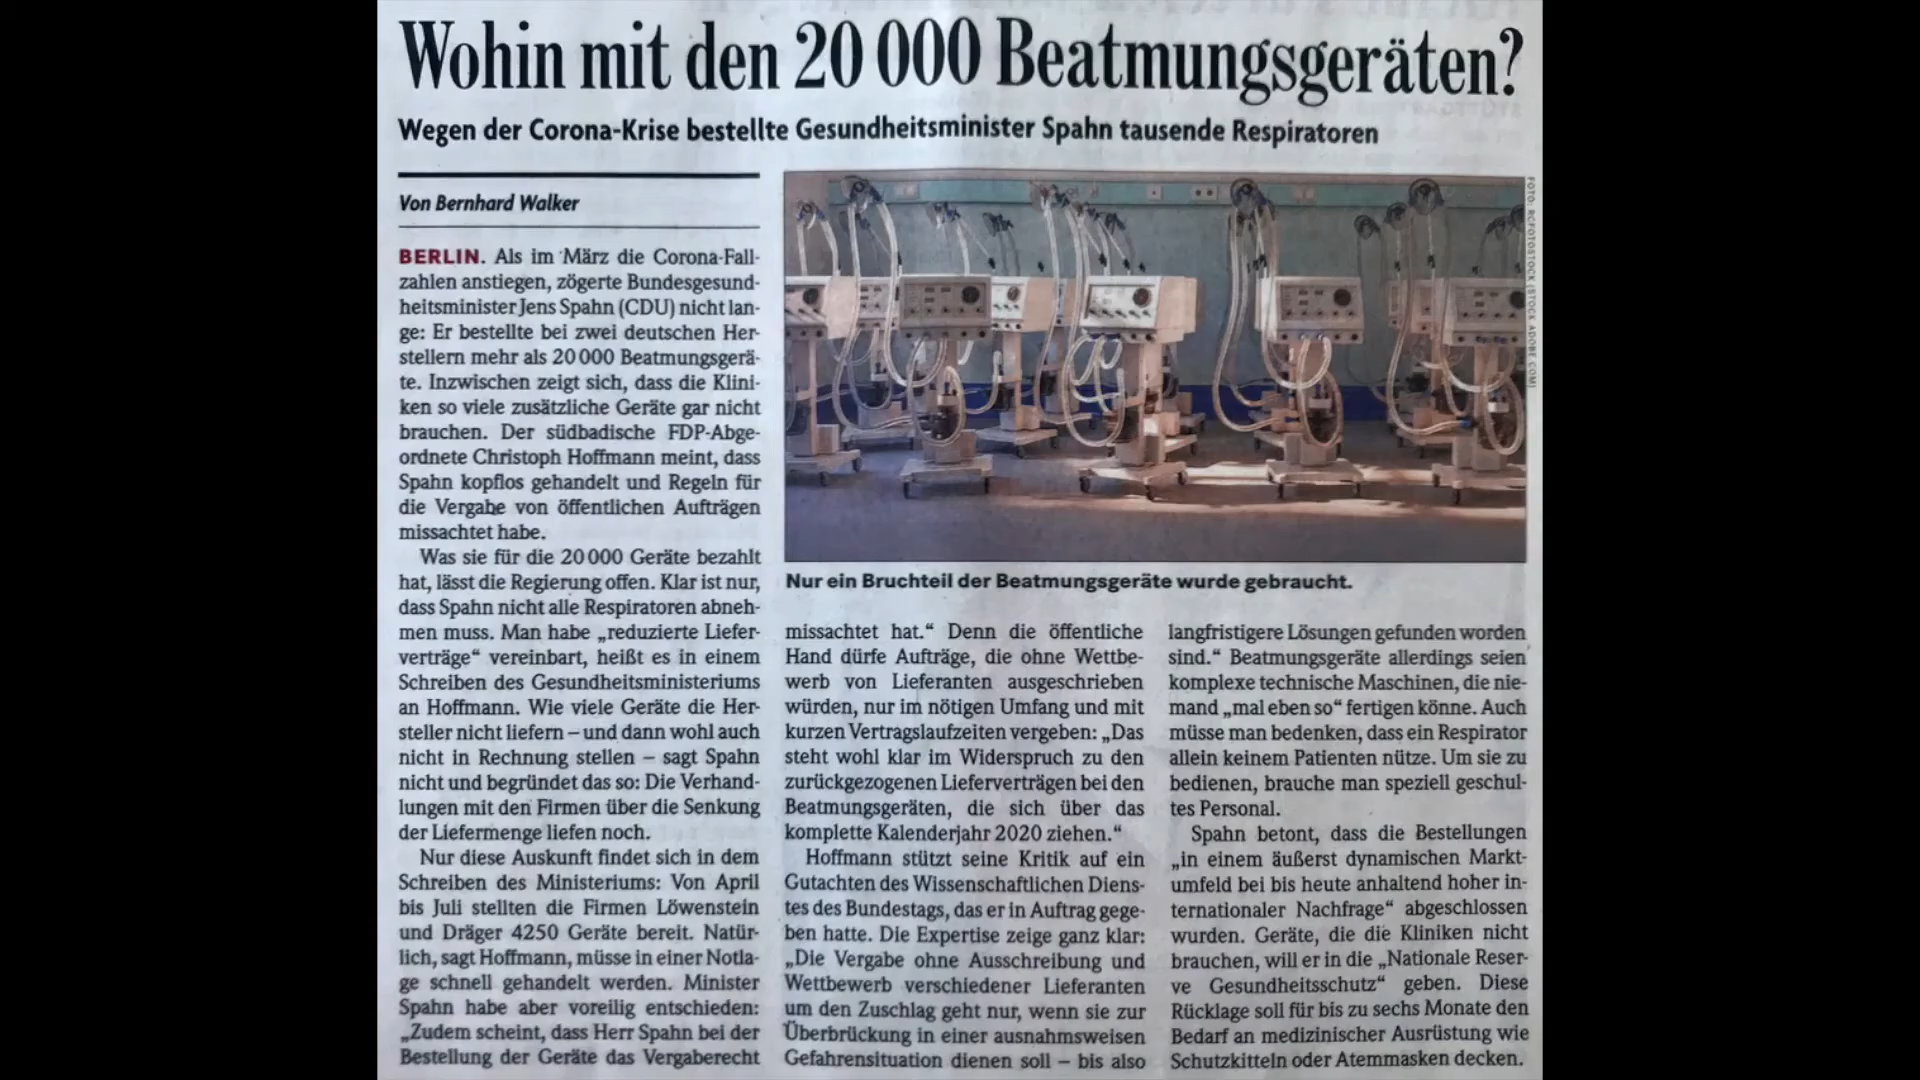 Wohin mit den 20 000 Beatmungsgeräten?
Wegen der Corona-Krise bestellte Gesundheitsminister Spahn tausende Respiratoren
Von Bernhard Walker
BERLIN. Als im März die Corona-Fall-
zahlen anstiegen, zögerte Bundesgesund-
heitsminister Jens Spahn (CDU) nicht lan-
ge: Er bestellte bei zwei deutschen Her-
stellern mehr als 20 000 Beatmungsgerä-
te. Inzwischen zeigt sich, dass die Klini-
ken so viele zusätzliche Geräte gar nicht
brauchen. Der südbadische FDP-Abge-
ordnete Christoph Hoffmann meint, dass
Spahn kopflos gehandelt und Regeln für
die Vergabe von öffentlichen Aufträgen
missachtet habe.
Was sie für die 20 000 Geräte bezahlt
hat, lässt die Regierung offen. Klar ist nur,
dass Spahn nicht alle Respiratoren abneh-
men muss. Man habe „reduzierte Liefer-
verträge“ vereinbart, heißt es in einem
Schreiben des Gesundheitsministeriums
an Hoffmann. Wie viele Geräte die Her-
steller nicht liefern – und dann wohl auch
nicht in Rechnung stellen – sagt Spahn
nicht und begründet das so: Die Verhand-
lungen mit den Firmen über die Senkung
der Liefermenge liefen noch.
Nur diese Auskunft findet sich in dem
Schreiben des Ministeriums: Von April
bis Juli stellten die Firmen Löwenstein
und Dräger 4250 Geräte bereit. Natür-
lich, sagt Hoffmann, müsse in einer Notla-
ge schnell gehandelt werden. Minister
Spahn habe aber voreilig entschieden:
„Zudem scheint, dass Herr Spahn bei der
Bestellung der Geräte das Vergaberecht
FOTO: RCFOTOSTOCK (STOCK.ADOBE.COM)
Nur ein Bruchteil der Beatmungsgeräte wurde gebraucht.
missachtet hat.“ Denn die öffentliche
Hand dürfe Aufträge, die ohne Wettbe-
werb von Lieferanten ausgeschrieben
würden, nur im nötigen Umfang und mit
kurzen Vertragslaufzeiten vergeben: „Das
steht wohl klar im Widerspruch zu den
zurückgezogenen Lieferverträgen bei den
Beatmungsgeräten, die sich über das
komplette Kalenderjahr 2020 ziehen.“
Hoffmann stützt seine Kritik auf ein
Gutachten des Wissenschaftlichen Diens-
tes des Bundestags, das er in Auftrag gege-
ben hatte. Die Expertise zeige ganz klar:
„Die Vergabe ohne Ausschreibung und
Wettbewerb verschiedener Lieferanten
um den Zuschlag geht nur, wenn sie zur
Überbrückung in einer ausnahmsweisen
Gefahrensituation dienen soll – bis also
langfristigere Lösungen gefunden worden
sind.“ Beatmungsgeräte allerdings seien
komplexe technische Maschinen, die nie-
mand „mal eben so“ fertigen könne. Auch
müsse man bedenken, dass ein Respirator
allein keinem Patienten nütze. Um sie zu
bedienen, brauche man speziell geschul-
tes Personal.
Spahn betont, dass die Bestellungen
„in einem äußerst dynamischen Markt-
umfeld bei bis heute anhaltend hoher in-
ternationaler Nachfrage“ abgeschlossen
wurden. Geräte, die die Kliniken nicht
brauchen, will er in die „Nationale Reser-
ve Gesundheitsschutz“ geben. Diese
Rücklage soll für bis zu sechs Monate den
Bedarf an medizinischer Ausrüstung wie
Schutzkitteln oder Atemmasken decken.